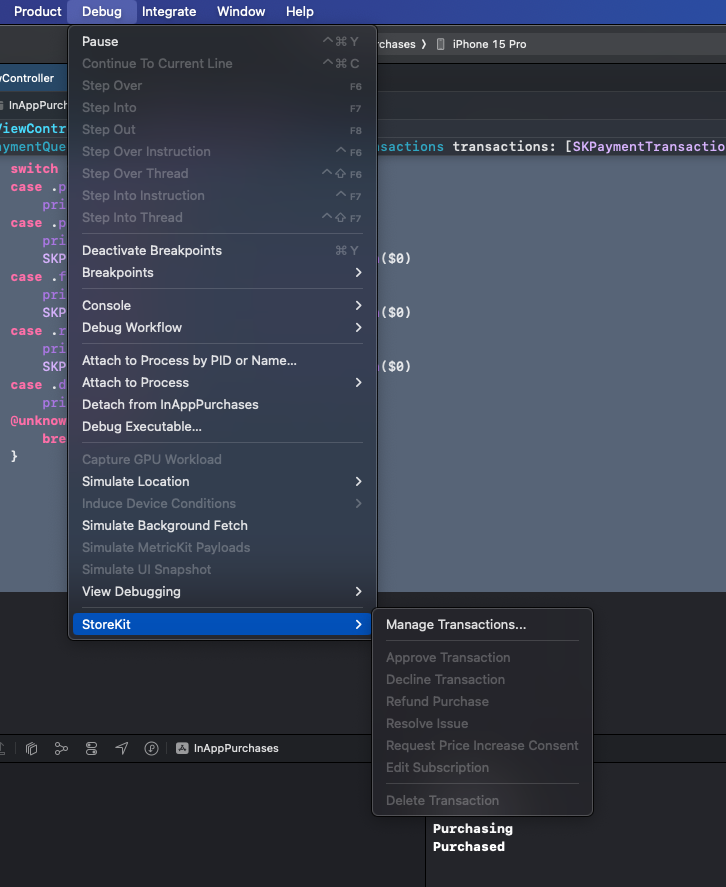 Product Debug Integrate Window Help
Pause ^⌘Y
chases 〉 iPhone 15 Pro
Continue To Current Line ^⌘C
Controller
Step Over F6
InAppPurch
Step Into F7
ViewContr
Step Out F8
aymentQue
sactions transactions: [SKPaymentTransactio
Step Over Instruction ^F6
switch
Step Over Thread ^⇧F6
case .p
Step Into Instruction ^F7
pri
Step Into Thread ^⇧F7
case .p
pri
Deactivate Breakpoints ⌘Y
SKP
($0)
Breakpoints 〉
case .f
pri
Console 〉
SKP
($0)
Debug Workflow 〉
case .r
pri
Attach to Process by PID or Name...
SKP
($0)
Attach to Process 〉
case .d
pri
Detach from InAppPurchases
@unknow
Debug Executable...
bre
}
Capture GPU Workload
Simulate Location 〉
Induce Device Conditions 〉
Simulate Background Fetch
Simulate MetricKit Payloads
Simulate UI Snapshot
View Debugging 〉
StoreKit 〉
Manage Transactions...
Approve Transaction
Decline Transaction
Refund Purchase
Resolve Issue
Request Price Increase Consent
Edit Subscription
Delete Transaction
InAppPurchases
Purchasing
Purchased